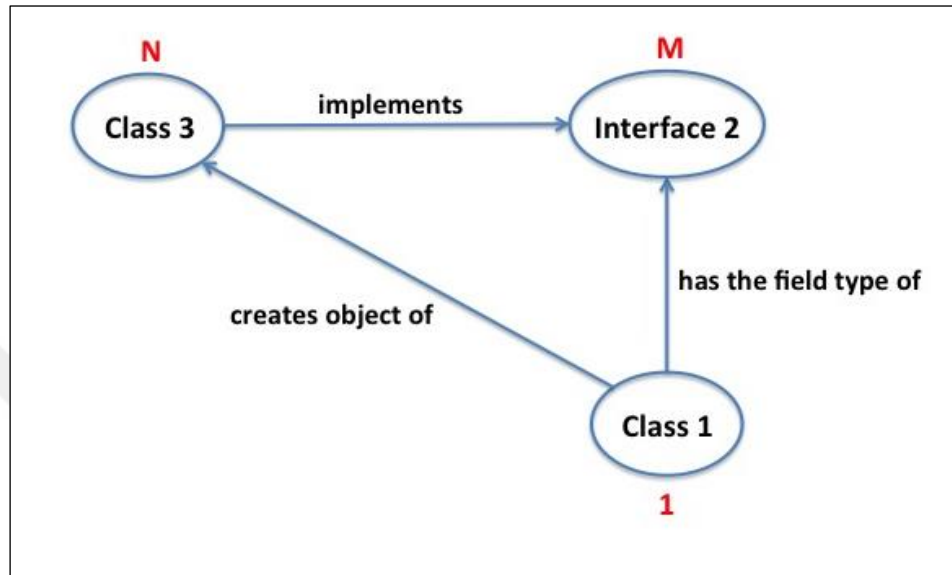 N
M
Class 3
implements
Interface 2
has the field type of
creates object of
Class 1
1